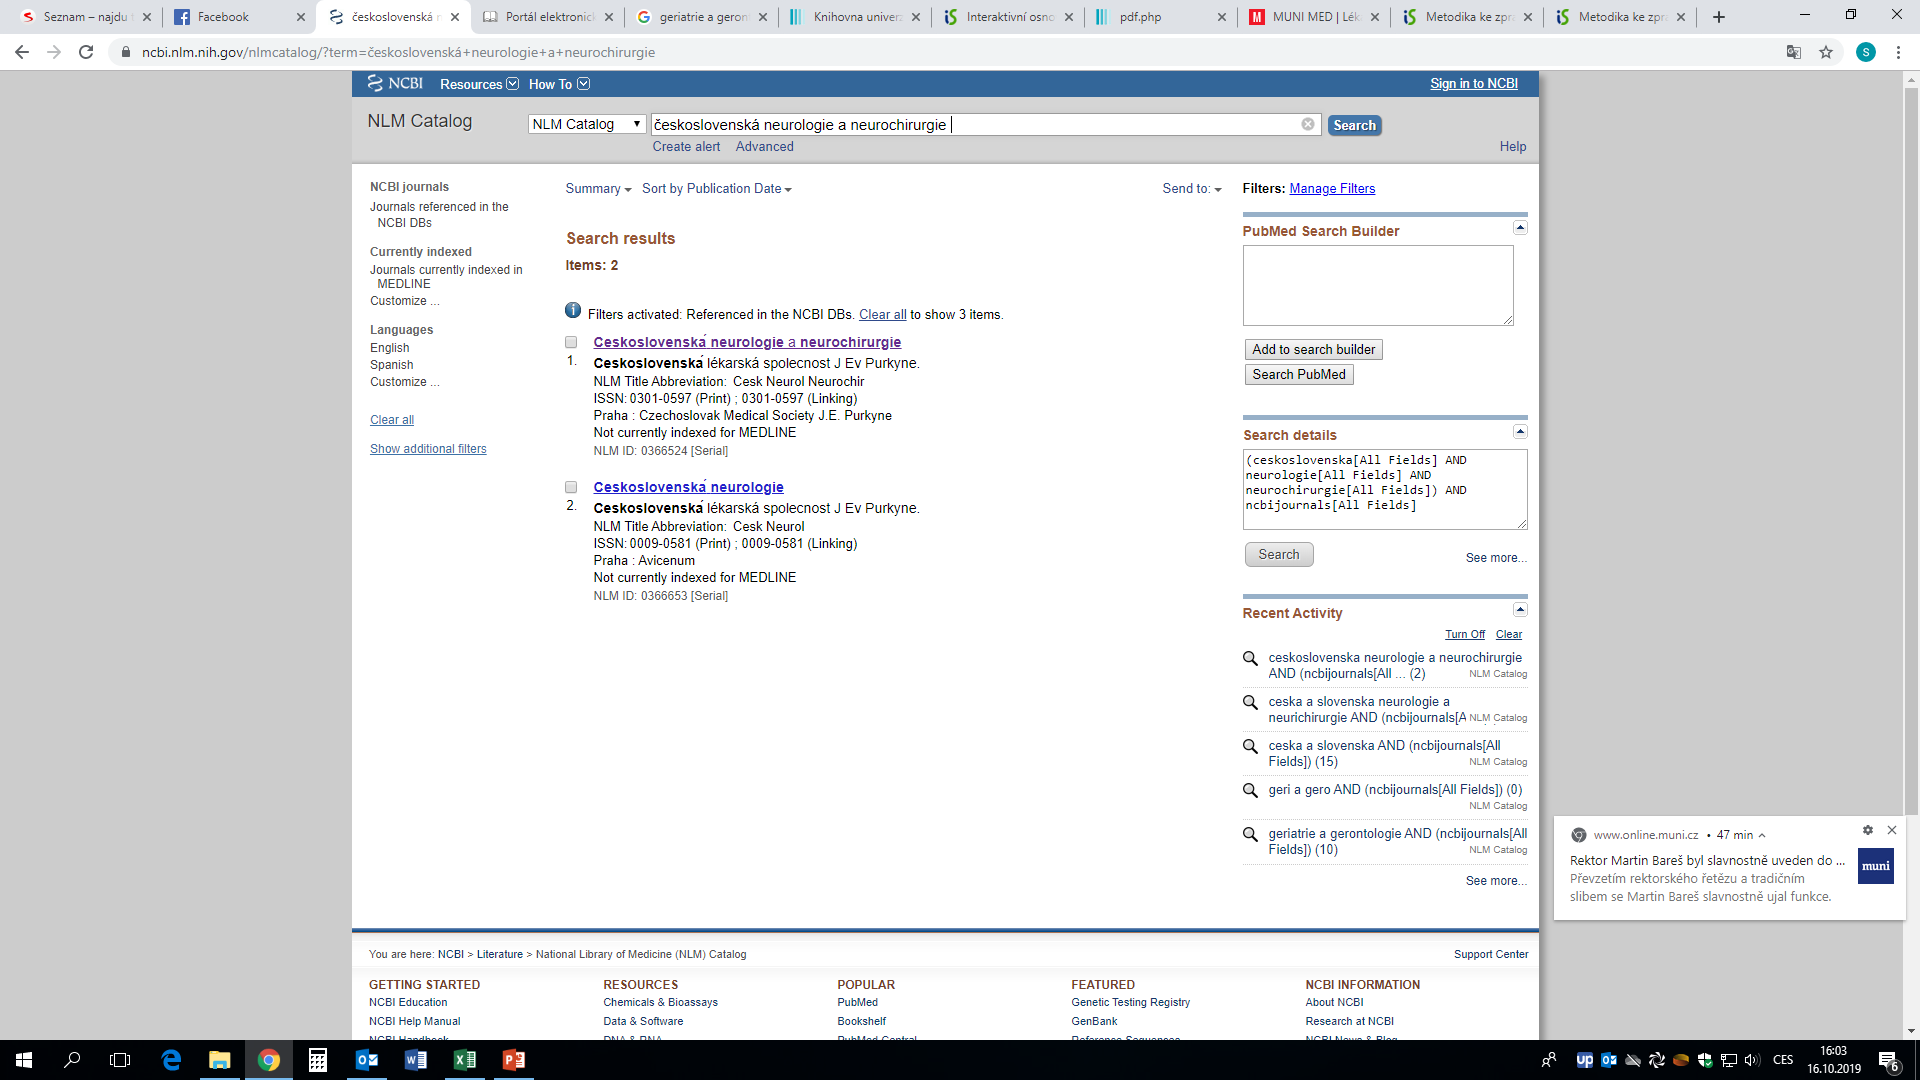 Seznam – najdu
Facebook
československá n
Portál elektronick
geriatrie a geron
Knihovna univerz
Interaktivní osno
pdf.php
MUNI MED | Lék
Metodika ke zpra
Metodika ke zpra
ncbi.nlm.nih.gov/nlmcatalog/?term=československá+neurologie+a+neurochirurgie
S
NCBI Resources How To Sign in to NCBI
NLM Catalog
NLM Catalog československá neurologie a neurochirurgie Search
Create alert Advanced Help
NCBI journals
Journals referenced in the
NCBI DBs
Currently indexed
Journals currently indexed in
MEDLINE
Customize ...
Languages
English
Spanish
Customize ...
Clear all
Show additional filters
Summary Sort by Publication Date Send to:
Search results
Items: 2
Filters activated: Referenced in the NCBI DBs. Clear all to show 3 items.
Ceskoslovenská neurologie a neurochirurgie
1. Ceskoslovenská lékarská spolecnost J Ev Purkyne.
NLM Title Abbreviation: Cesk Neurol Neurochir
ISSN: 0301-0597 (Print) ; 0301-0597 (Linking)
Praha : Czechoslovak Medical Society J.E. Purkyne
Not currently indexed for MEDLINE
NLM ID: 0366524 [Serial]
Ceskoslovenská neurologie
2. Ceskoslovenská lékarská spolecnost J Ev Purkyne.
NLM Title Abbreviation: Cesk Neurol
ISSN: 0009-0581 (Print) ; 0009-0581 (Linking)
Praha : Avicenum
Not currently indexed for MEDLINE
NLM ID: 0366653 [Serial]
Filters: Manage Filters
PubMed Search Builder
Add to search builder
Search PubMed
Search details
(ceskoslovenska[All Fields] AND
neurologie[All Fields] AND
neurochirurgie[All Fields]) AND
ncbijournals[All Fields]
Search See more...
Recent Activity
Turn Off Clear
ceskoslovenska neurologie a neurochirurgie
AND (ncbijournals[All ... (2) NLM Catalog
ceska a slovenska neurologie a
neurichirurgie AND (ncbijournals[A NLM Catalog
ceska a slovenska AND (ncbijournals[All
Fields]) (15) NLM Catalog
geri a gero AND (ncbijournals[All Fields]) (0)
NLM Catalog
geriatrie a gerontologie AND (ncbijournals[All
Fields]) (10) NLM Catalog
See more...
www.online.muni.cz • 47 min
Rektor Martin Bareš byl slavnostně uveden do ...
Převzetím rektorského řetězu a tradičním
slibem se Martin Bareš slavnostně ujal funkce.
muni
You are here: NCBI > Literature > National Library of Medicine (NLM) Catalog Support Center
GETTING STARTED
NCBI Education
NCBI Help Manual
NCBI Handbook
RESOURCES
Chemicals & Bioassays
Data & Software
DNA & RNA
POPULAR
PubMed
Bookshelf
PubMed Central
FEATURED
Genetic Testing Registry
GenBank
Reference Sequences
NCBI INFORMATION
About NCBI
Research at NCBI
NCBI News & Blog
CES
16:03
16.10.2019
6